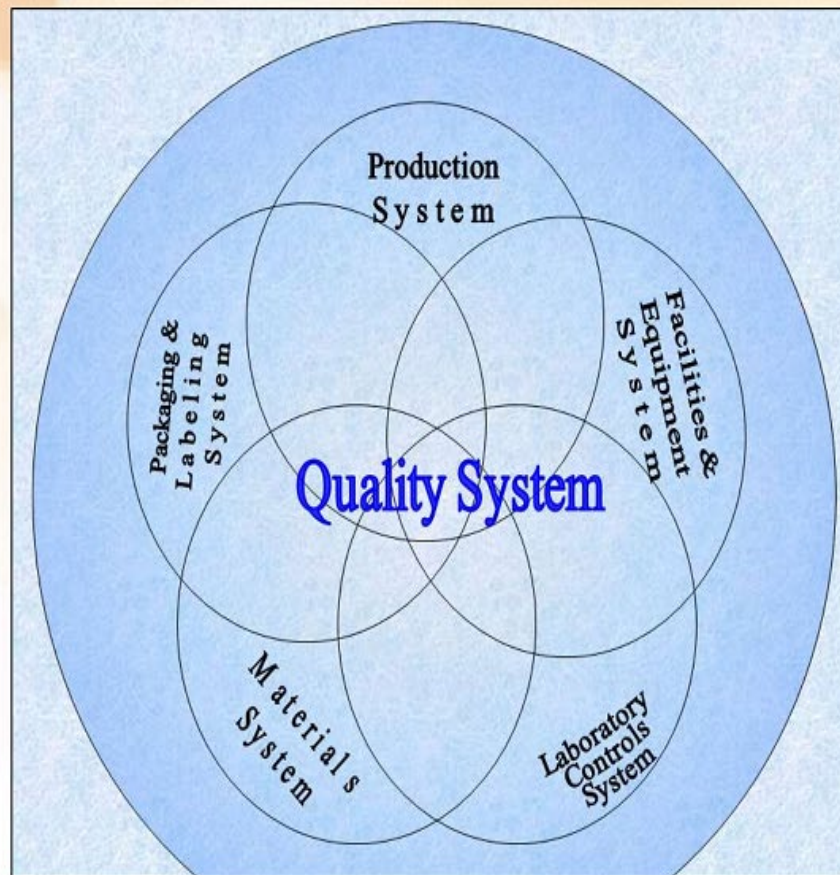 Production
System
Facilities &
Equipment
System
Packaging &
Labeling
System
Quality System
Materials
System
Laboratory
Controls
System